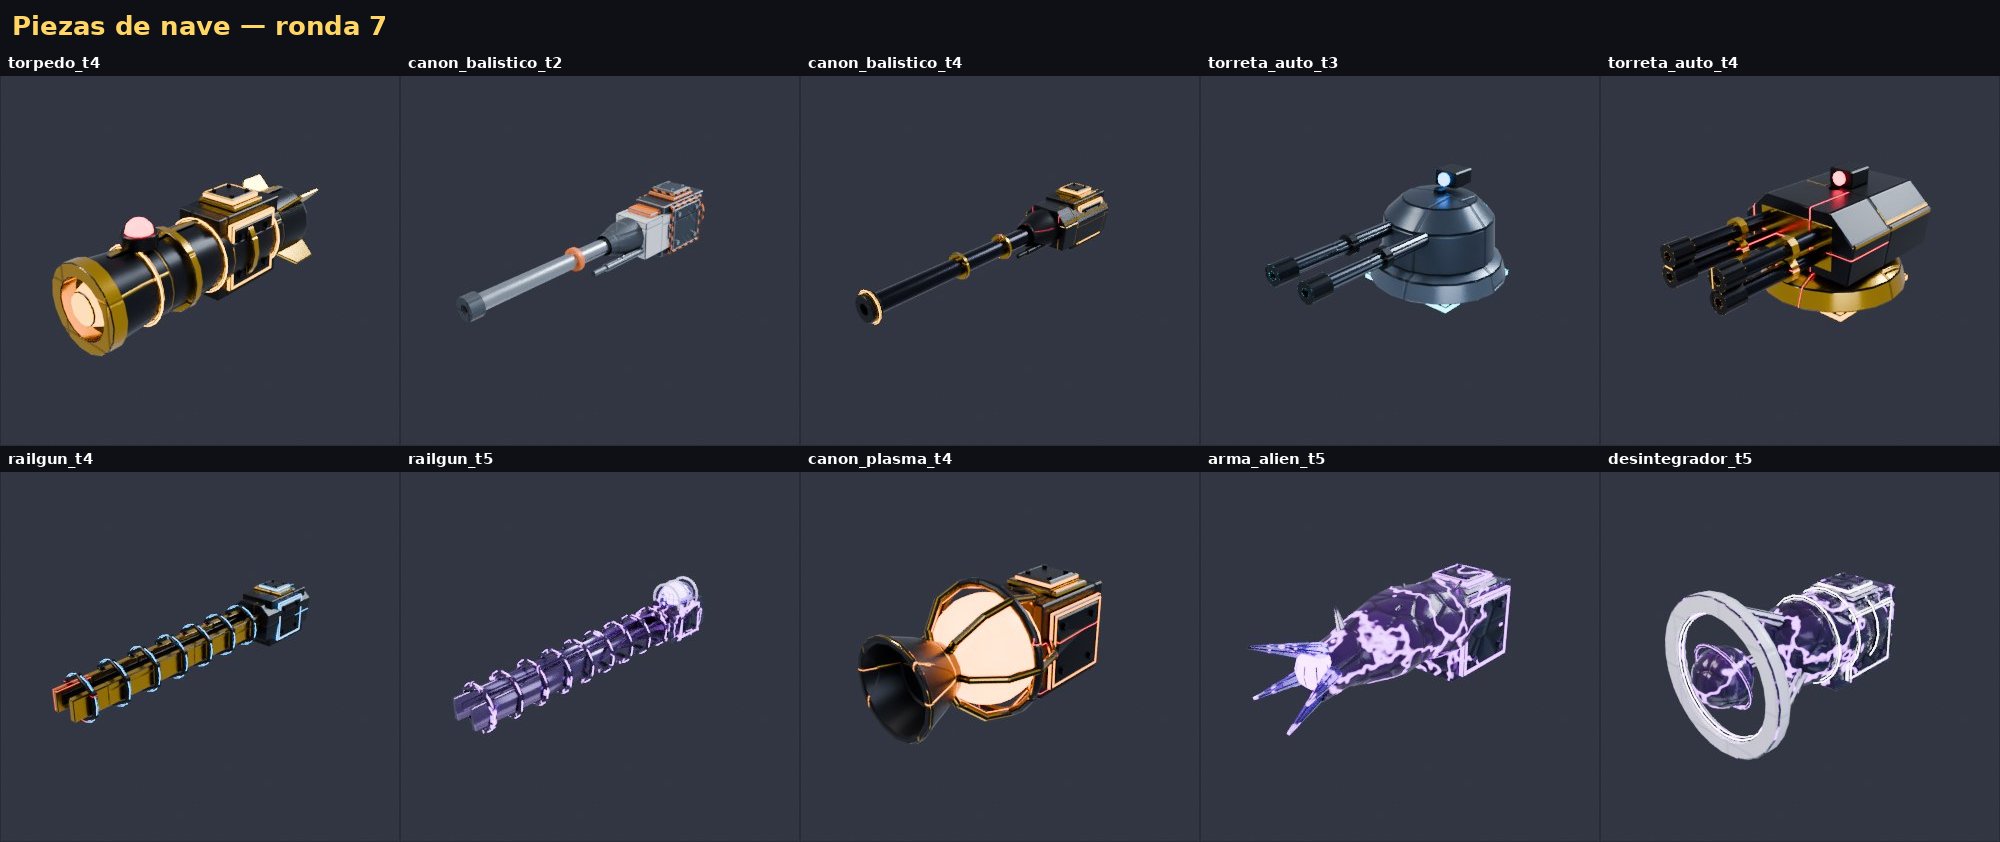 Piezas de nave — ronda 7
torpedo_t4
canon_balistico_t2
canon_balistico_t4
torreta_auto_t3
torreta_auto_t4
railgun_t4
railgun_t5
canon_plasma_t4
arma_alien_t5
desintegrador_t5